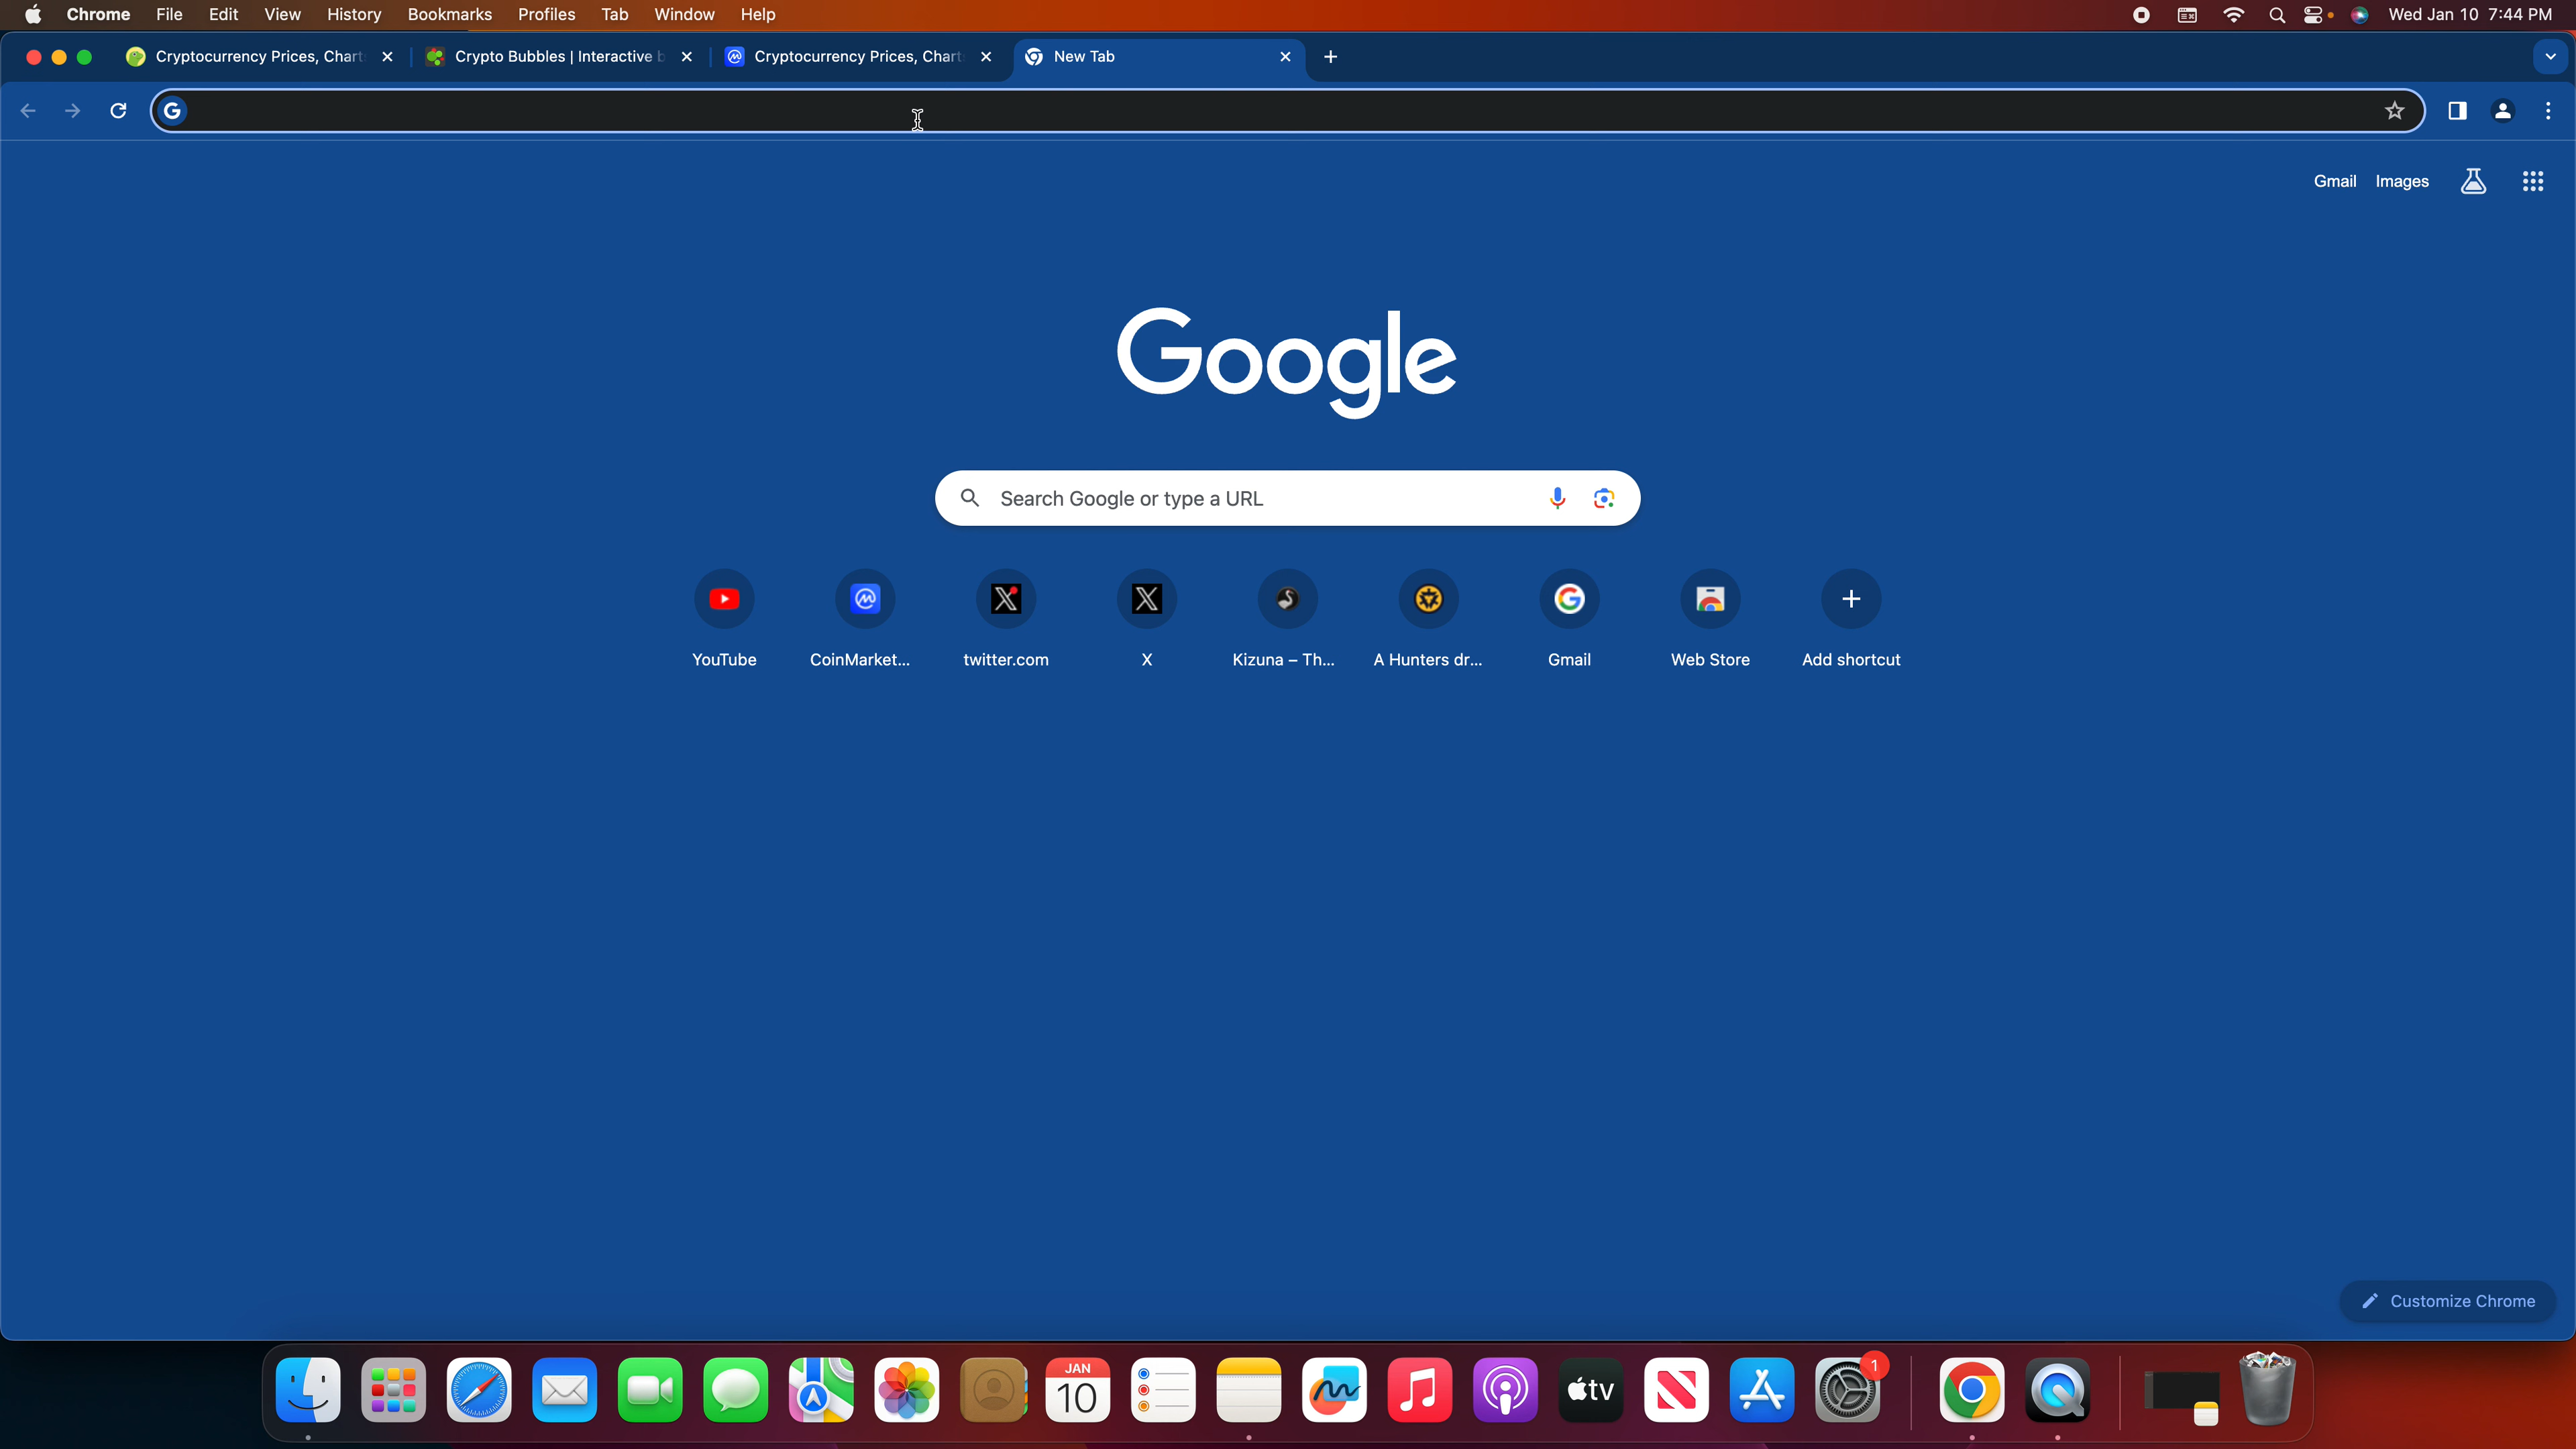 Chrome File Edit View History Bookmarks Profiles Tab Window Help Wed Jan 10 7:44 PM
Cryptocurrency Prices, Chart Crypto Bubbles | Interactive b Cryptocurrency Prices, Chart New Tab
Gmail Images
Google
Search Google or type a URL
YouTube CoinMarket... twitter.com X Kizuna – Th... A Hunters dr... Gmail Web Store Add shortcut
Customize Chrome
JAN
10
tv
1